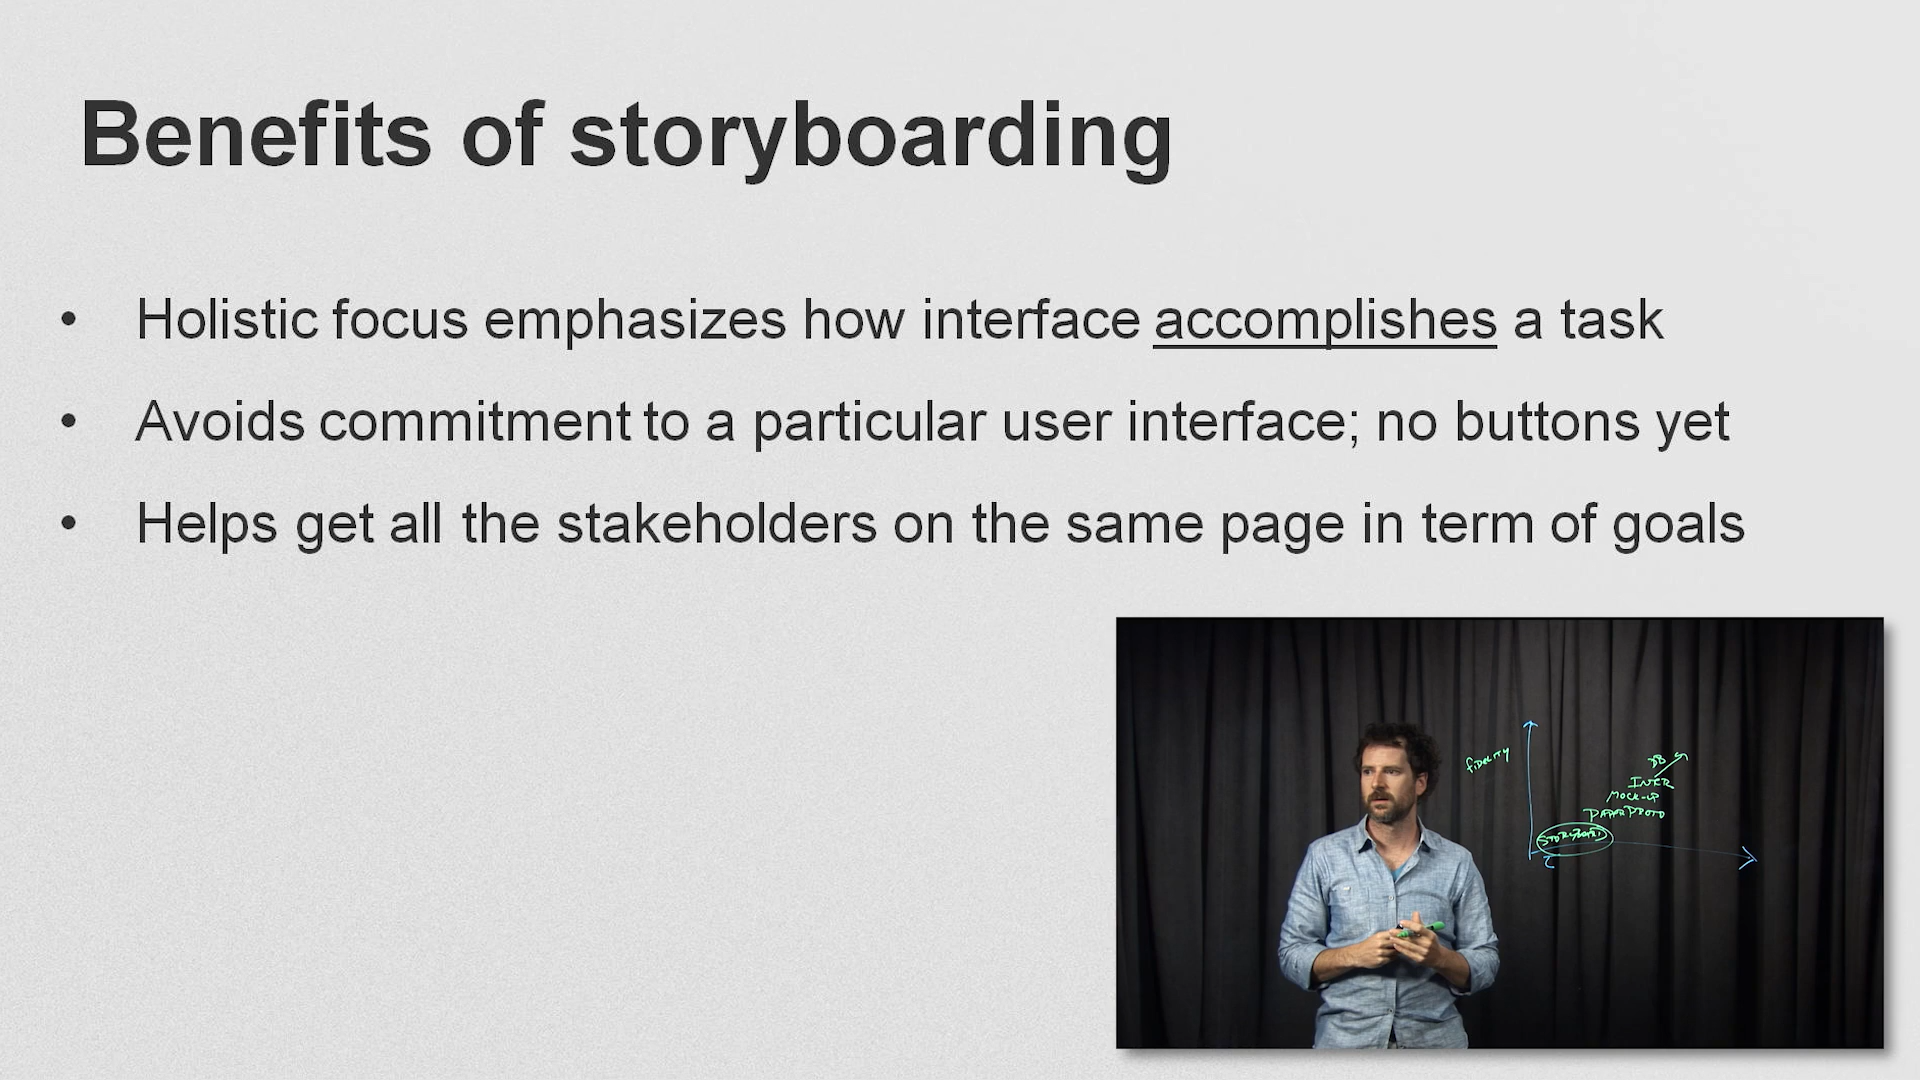 Benefits of storyboarding
• Holistic focus emphasizes how interface accomplishes a task
• Avoids commitment to a particular user interface; no buttons yet
• Helps get all the stakeholders on the same page in term of goals
FIDELITY
MOCK-UP
PAPER PROTO
STORYBOARD